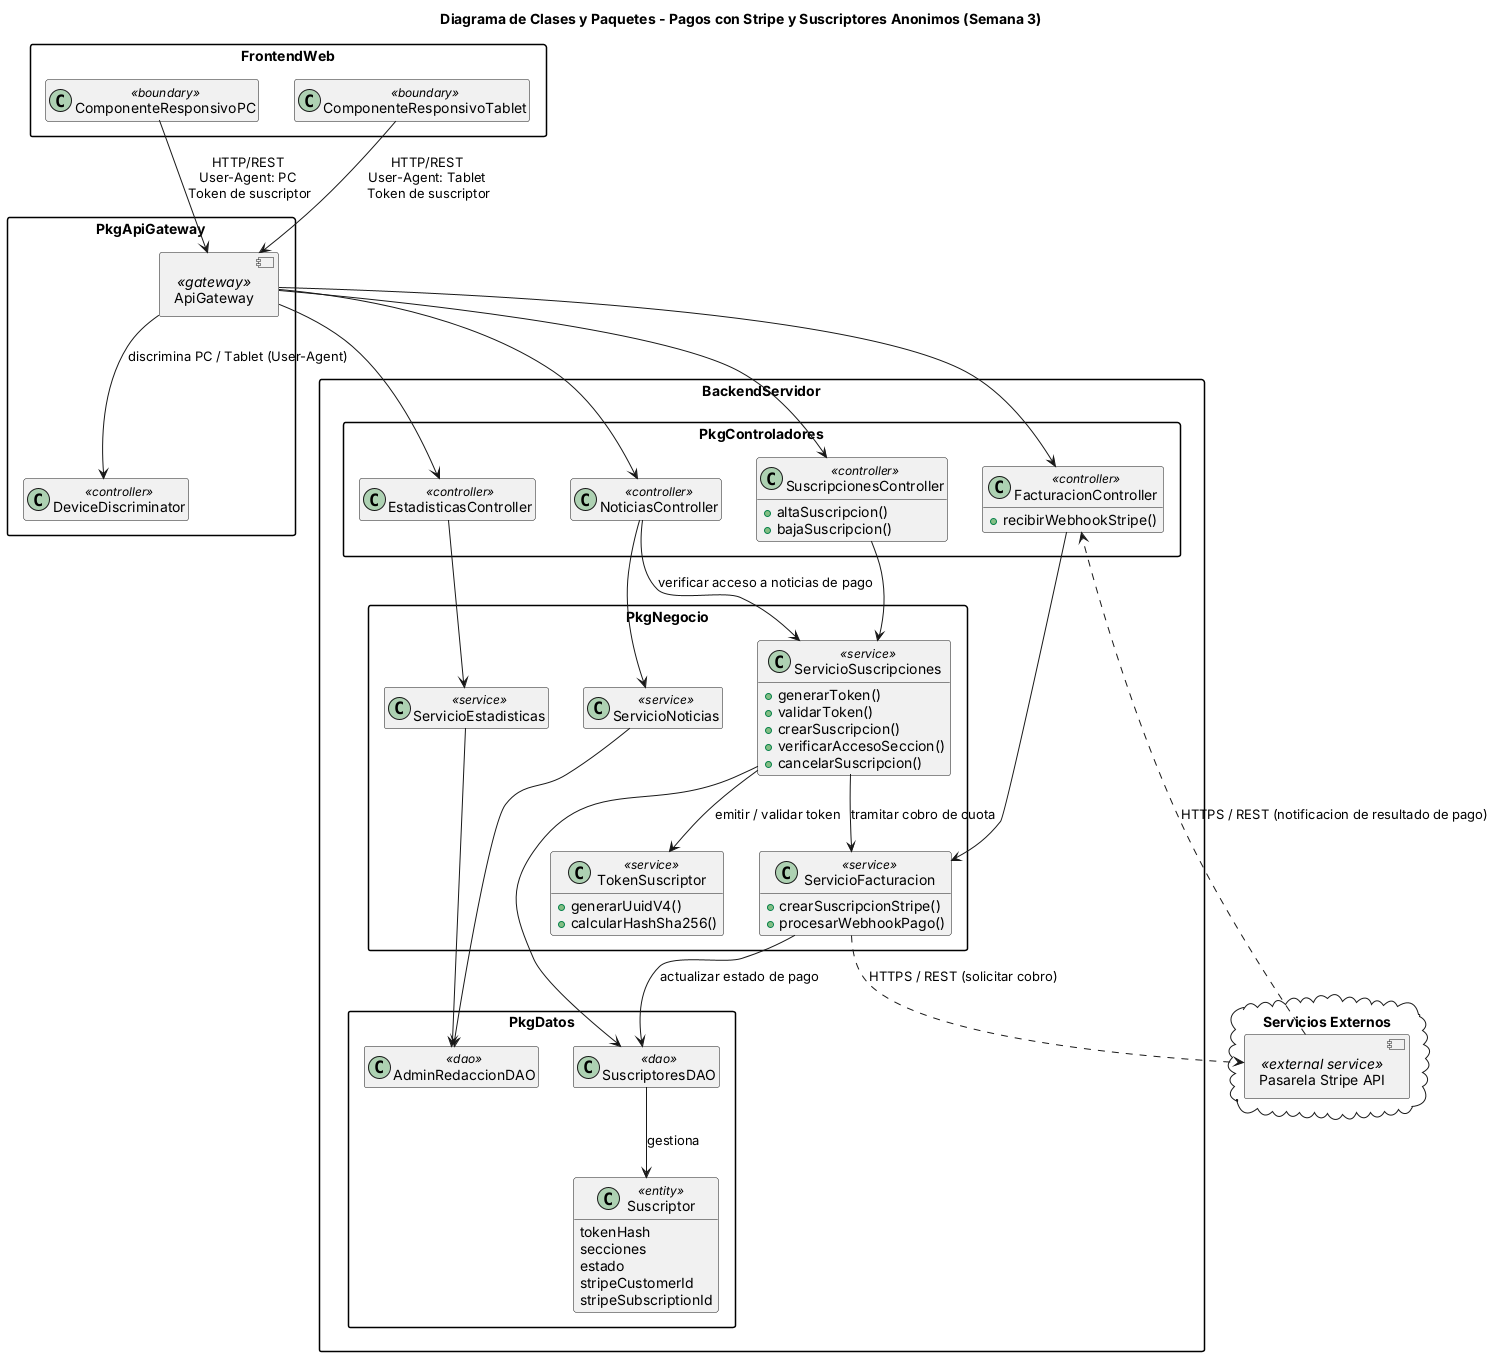 Diagrama de Clases y Paquetes - Pagos con Stripe y Suscriptores Anonimos (Semana 3)
FrontendWeb
C
«boundary»
ComponenteResponsivoPC
C
«boundary»
ComponenteResponsivoTablet
HTTP/REST
User-Agent: PC
Token de suscriptor
HTTP/REST
User-Agent: Tablet
Token de suscriptor
PkgApiGateway
«gateway»
ApiGateway
discrimina PC / Tablet (User-Agent)
C
«controller»
DeviceDiscriminator
BackendServidor
PkgControladores
C
«controller»
EstadisticasController
C
«controller»
NoticiasController
C
«controller»
SuscripcionesController
altaSuscripcion()
bajaSuscripcion()
C
«controller»
FacturacionController
recibirWebhookStripe()
verificar acceso a noticias de pago
PkgNegocio
C
«service»
ServicioEstadisticas
C
«service»
ServicioNoticias
C
«service»
ServicioSuscripciones
generarToken()
validarToken()
crearSuscripcion()
verificarAccesoSeccion()
cancelarSuscripcion()
emitir / validar token
tramitar cobro de cuota
HTTPS / REST (notificacion de resultado de pago)
C
«service»
TokenSuscriptor
generarUuidV4()
calcularHashSha256()
C
«service»
ServicioFacturacion
crearSuscripcionStripe()
procesarWebhookPago()
actualizar estado de pago
HTTPS / REST (solicitar cobro)
PkgDatos
C
«dao»
AdminRedaccionDAO
C
«dao»
SuscriptoresDAO
Servicios Externos
«external service»
Pasarela Stripe API
gestiona
C
«entity»
Suscriptor
tokenHash
secciones
estado
stripeCustomerId
stripeSubscriptionId